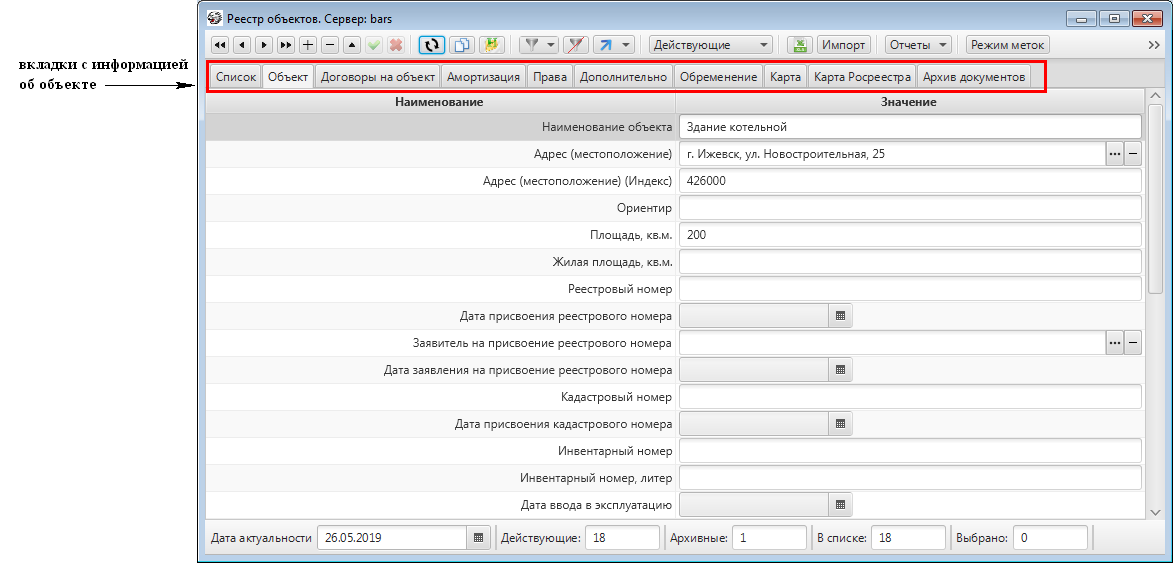 Реестр объектов. Сервер: bars
Действующие Импорт Отчеты Режим меток
вкладки с информацией
об объекте
Список Объект Договоры на объект Амортизация Права Дополнительно Обременение Карта Карта Росреестра Архив документов
Наименование Значение
Наименование объекта Здание котельной
Адрес (местоположение) г. Ижевск, ул. Новостроительная, 25
Адрес (местоположение) (Индекс) 426000
Ориентир
Площадь, кв.м. 200
Жилая площадь, кв.м.
Реестровый номер
Дата присвоения реестрового номера
Заявитель на присвоение реестрового номера
Дата заявления на присвоение реестрового номера
Кадастровый номер
Дата присвоения кадастрового номера
Инвентарный номер
Инвентарный номер, литер
Дата ввода в эксплуатацию
Дата актуальности 26.05.2019 Действующие: 18 Архивные: 1 В списке: 18 Выбрано: 0